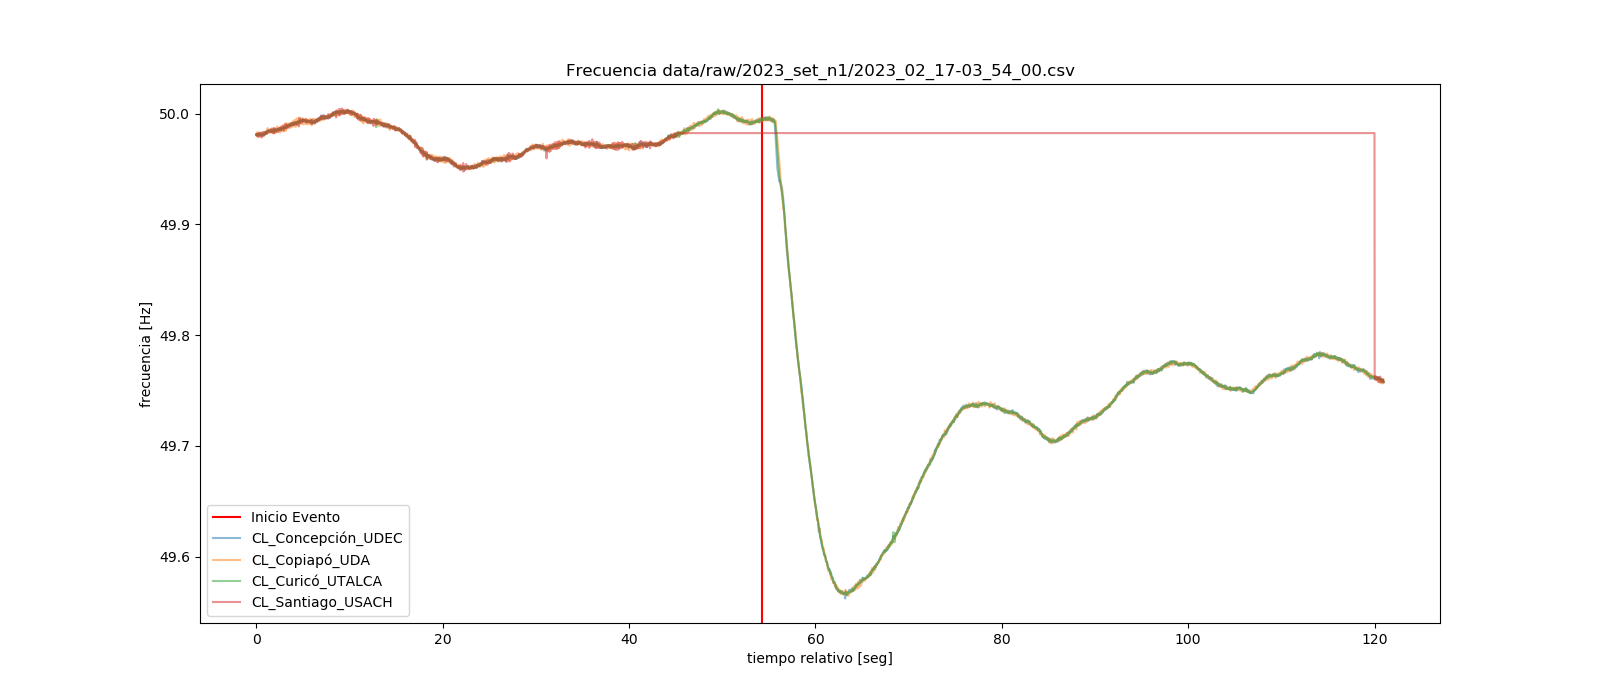 Frecuencia data/raw/2023_set_n1/2023_02_17-03_54_00.csv
50.0
49.9
49.8
49.7
49.6
frecuencia [Hz]
Inicio Evento
CL_Concepción_UDEC
CL_Copiapó_UDA
CL_Curicó_UTALCA
CL_Santiago_USACH
0 20 40 60 80 100 120
tiempo relativo [seg]